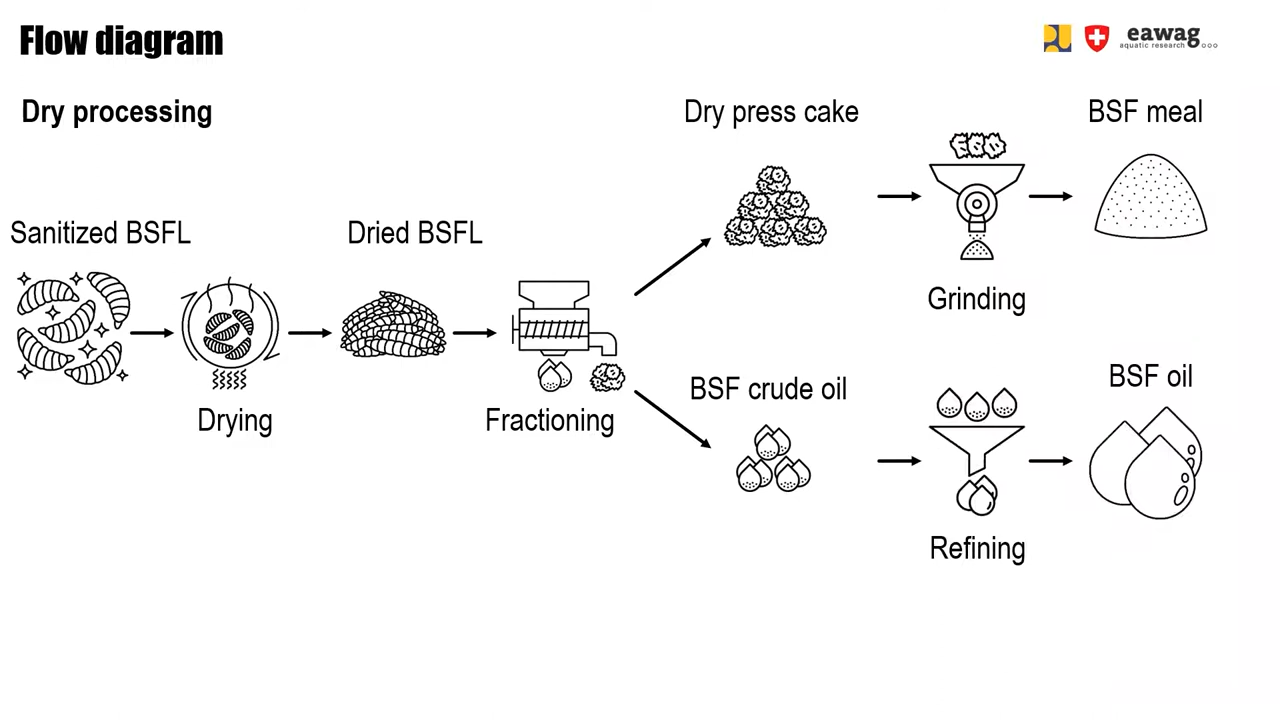 Flow diagram
eawag
aquatic research
Dry processing
Dry press cake
BSF meal
Sanitized BSFL
Dried BSFL
Grinding
Drying
Fractioning
BSF crude oil
BSF oil
Refining